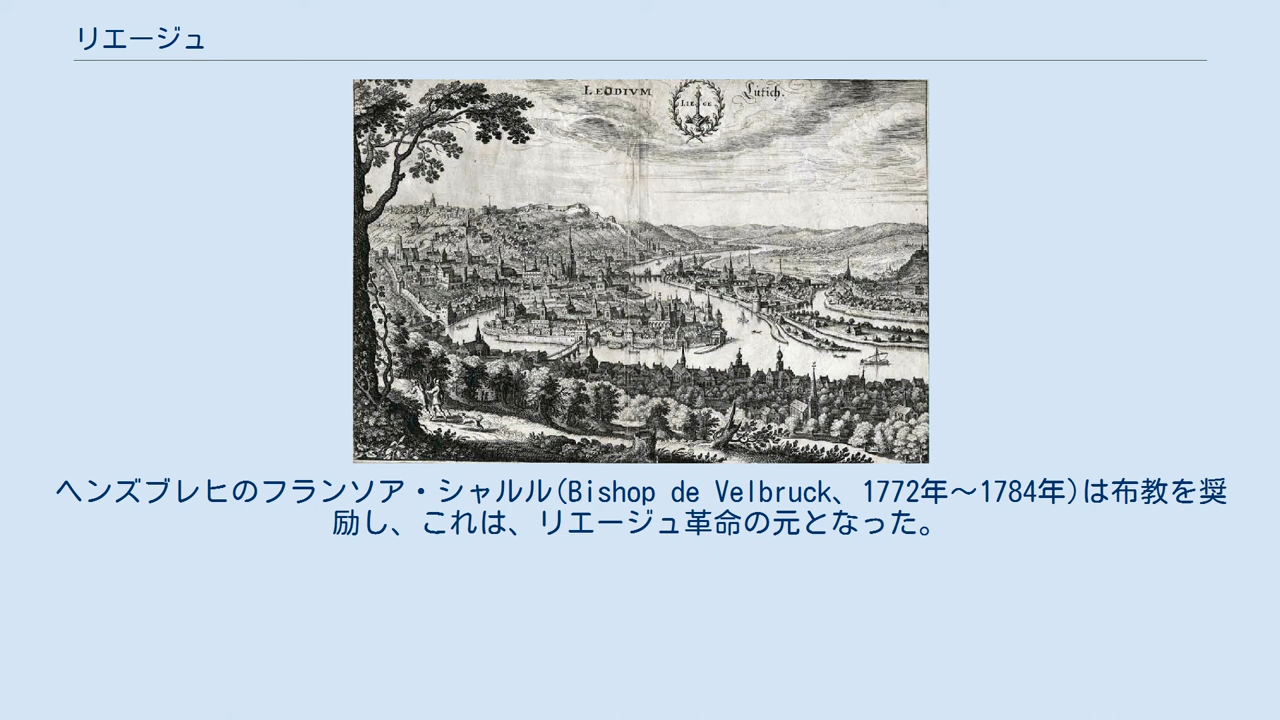 リエージュ
LEODIVM
Lutich.
LIEGE
ヘンズブレヒのフランソア・シャルル(Bishop de Velbruck、1772年～1784年)は布教を奨
励し、これは、リエージュ革命の元となった。